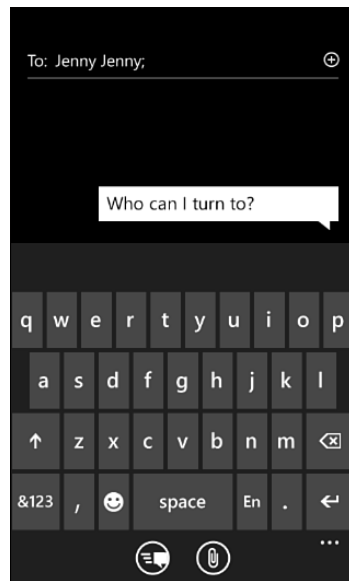 To: Jenny Jenny;
Who can I turn to?
q w e r t y u i o p
a s d f g h j k l
z x c v b n m
&123 , space En .